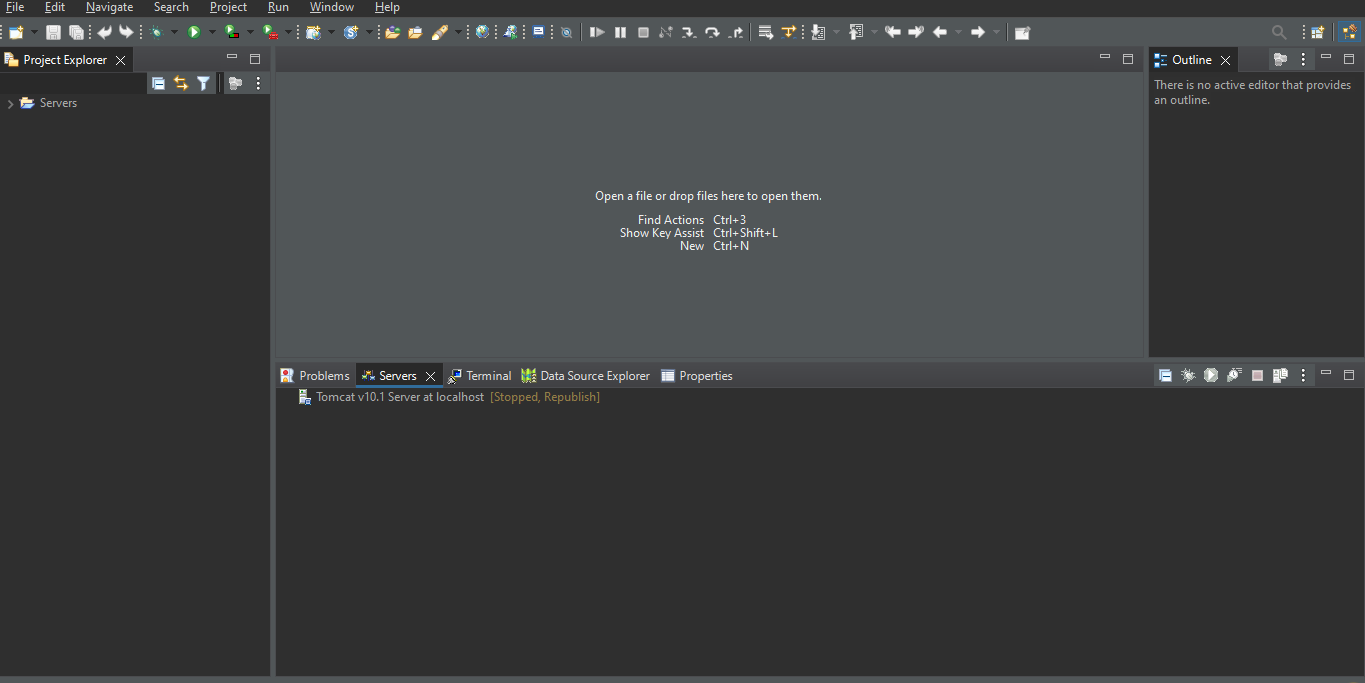 File Edit Navigate Search Project Run Window Help
Project Explorer
Servers
Open a file or drop files here to open them.
Find Actions Ctrl+3
Show Key Assist Ctrl+Shift+L
New Ctrl+N
Outline
There is no active editor that provides
an outline.
Problems Servers Terminal Data Source Explorer Properties
Tomcat v10.1 Server at localhost [Stopped, Republish]